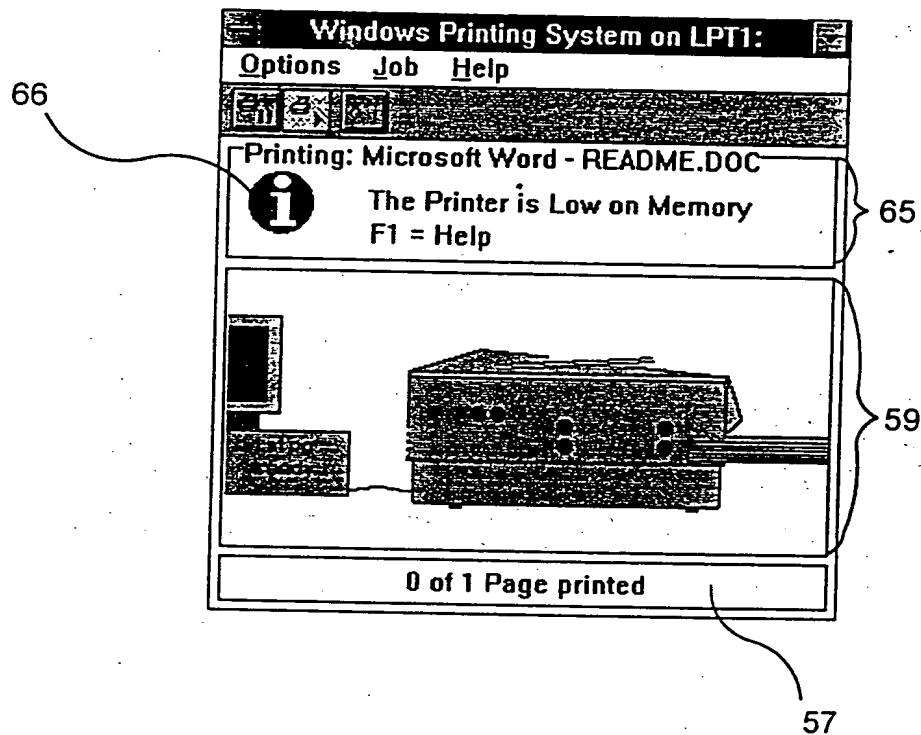 Windows Printing System on LPT1:
Options Job Help
66
Printing: Microsoft Word - README.DOC
The Printer is Low on Memory
F1 = Help
65
59
0 of 1 Page printed
57